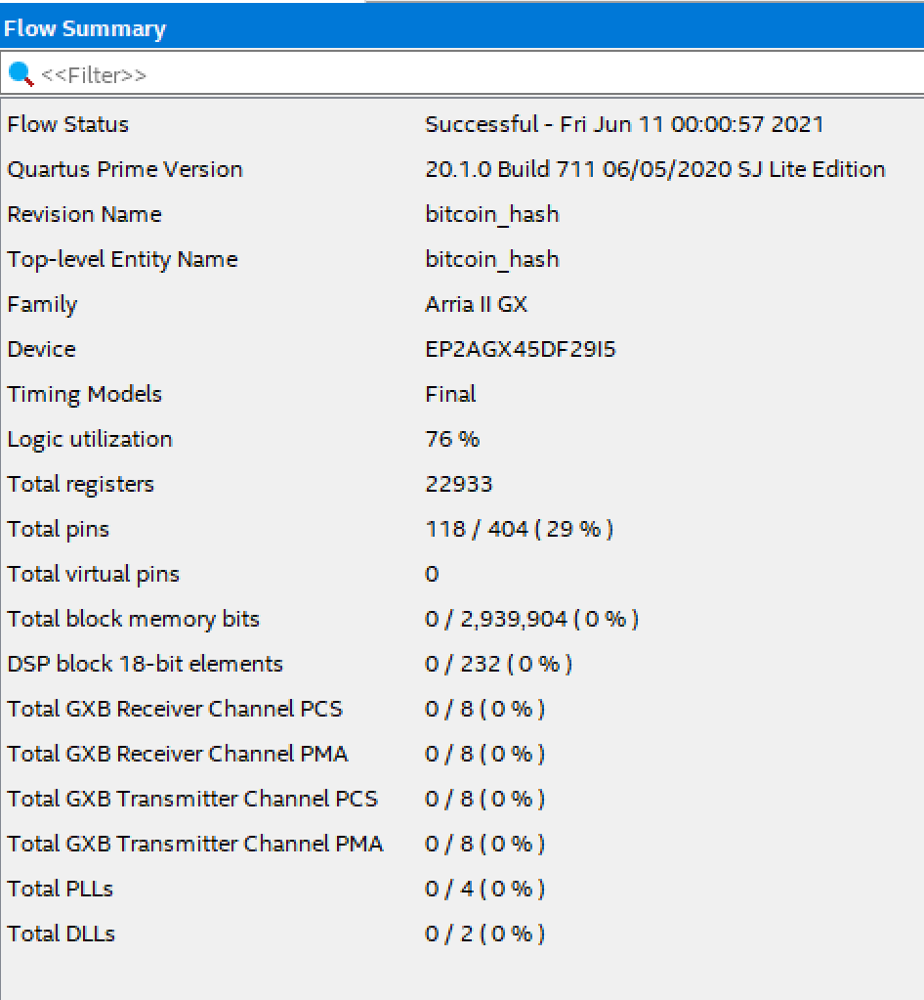 Flow Summary
<<Filter>>
Flow Status Successful - Fri Jun 11 00:00:57 2021
Quartus Prime Version 20.1.0 Build 711 06/05/2020 SJ Lite Edition
Revision Name bitcoin_hash
Top-level Entity Name bitcoin_hash
Family Arria II GX
Device EP2AGX45DF29I5
Timing Models Final
Logic utilization 76 %
Total registers 22933
Total pins 118 / 404 ( 29 % )
Total virtual pins 0
Total block memory bits 0 / 2,939,904 ( 0 % )
DSP block 18-bit elements 0 / 232 ( 0 % )
Total GXB Receiver Channel PCS 0 / 8 ( 0 % )
Total GXB Receiver Channel PMA 0 / 8 ( 0 % )
Total GXB Transmitter Channel PCS 0 / 8 ( 0 % )
Total GXB Transmitter Channel PMA 0 / 8 ( 0 % )
Total PLLs 0 / 4 ( 0 % )
Total DLLs 0 / 2 ( 0 % )